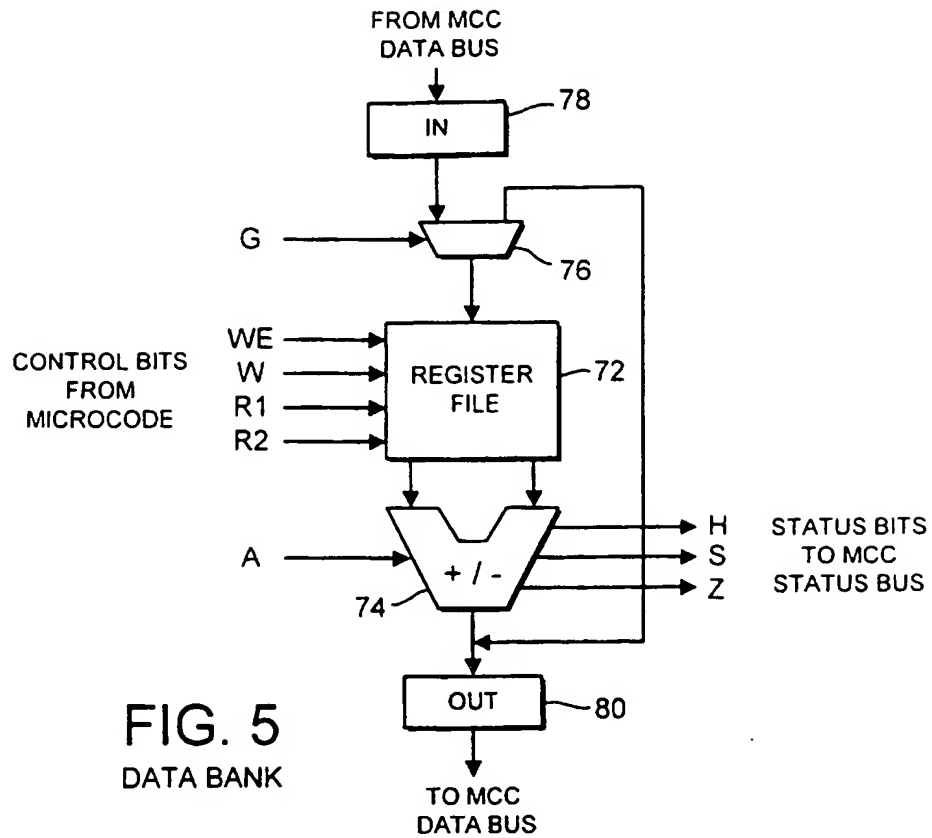 FROM MCC
DATA BUS
IN
78
G
76
WE
W
R1
R2
CONTROL BITS
FROM
MICROCODE
REGISTER
FILE
72
A
+ / -
74
H
S
Z
STATUS BITS
TO MCC
STATUS BUS
OUT
80
FIG. 5
DATA BANK
TO MCC
DATA BUS